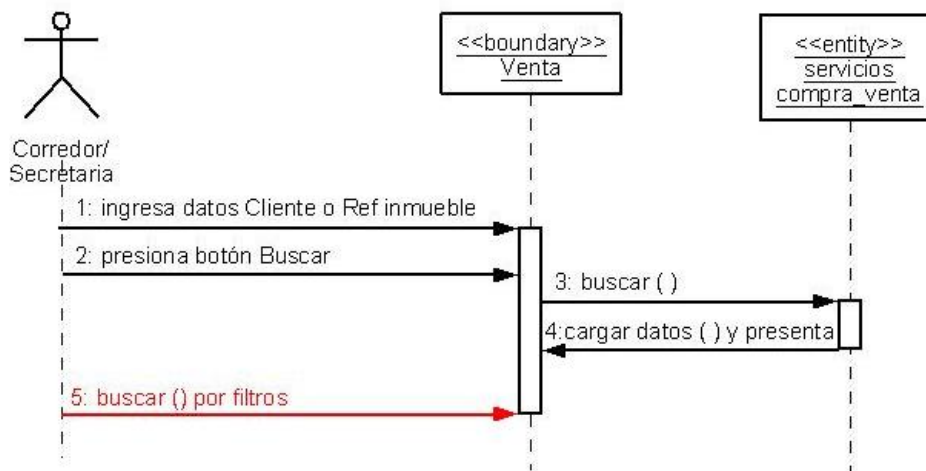 <<boundary>>
Venta
<<entity>>
servicios
compra_venta
Corredor/
Secretaria
1: ingresa datos Cliente o Ref inmueble
2: presiona botón Buscar
3: buscar ( )
4:cargar datos ( ) y presenta
5: buscar () por filtros